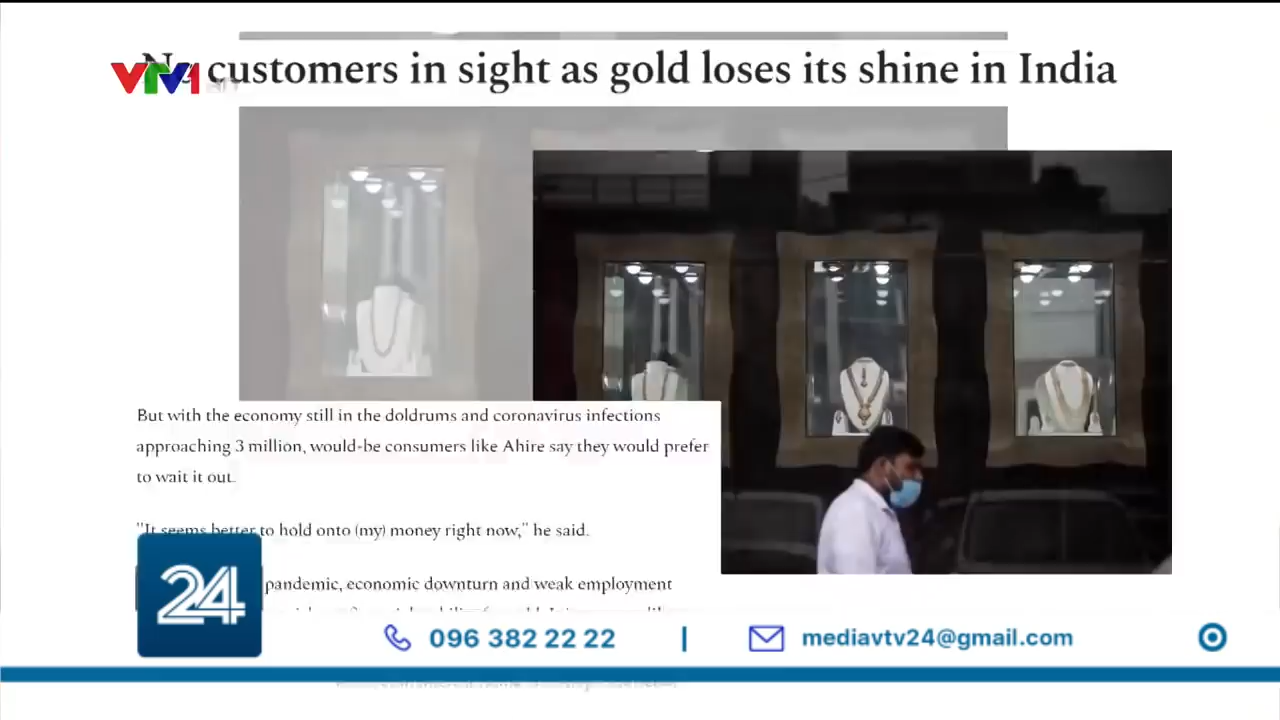 VTV1
No customers in sight as gold loses its shine in India
But with the economy still in the doldrums and coronavirus infections
approaching 3 million, would-be consumers like Ahire say they would prefer
to wait it out.
"It seems better to hold onto (my) money right now," he said.
pandemic, economic downturn and weak employment
24
096 382 22 22 | mediavtv24@gmail.com